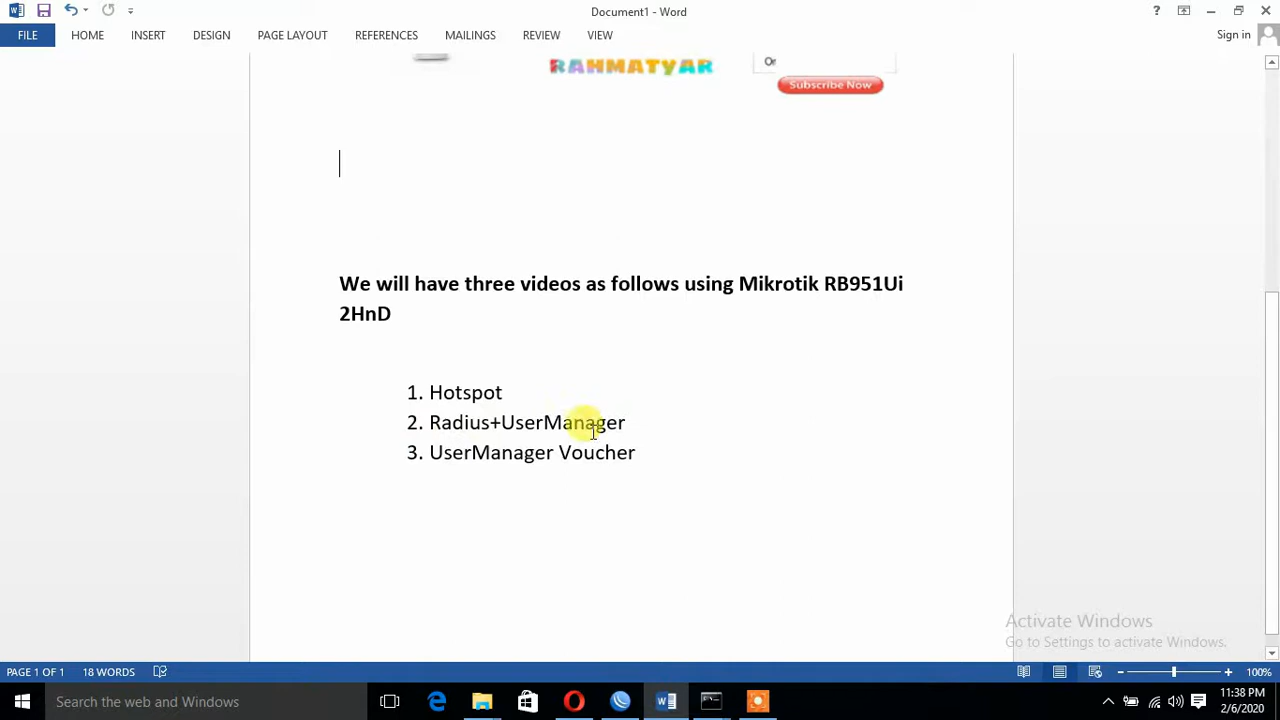 Document1 - Word
?
Sign in
FILE
HOME
INSERT
DESIGN
PAGE LAYOUT
REFERENCES
MAILINGS
REVIEW
VIEW
RAHMATYAR
Or
Subscribe Now
We will have three videos as follows using Mikrotik RB951Ui
2HnD
1. Hotspot
2. Radius+UserManager
3. UserManager Voucher
Activate Windows
Go to Settings to activate Windows.
PAGE 1 OF 1
18 WORDS
100%
Search the web and Windows
11:38 PM
2/6/2020